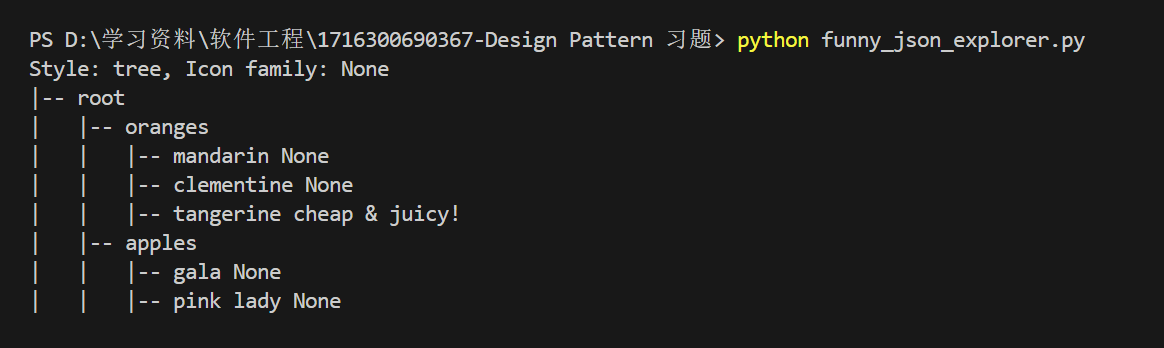 PS D:\学习资料\软件工程\1716300690367-Design Pattern 习题> python funny_json_explorer.py
Style: tree, Icon family: None
|-- root
|   |-- oranges
|   |   |-- mandarin None
|   |   |-- clementine None
|   |   |-- tangerine cheap & juicy!
|   |-- apples
|   |   |-- gala None
|   |   |-- pink lady None